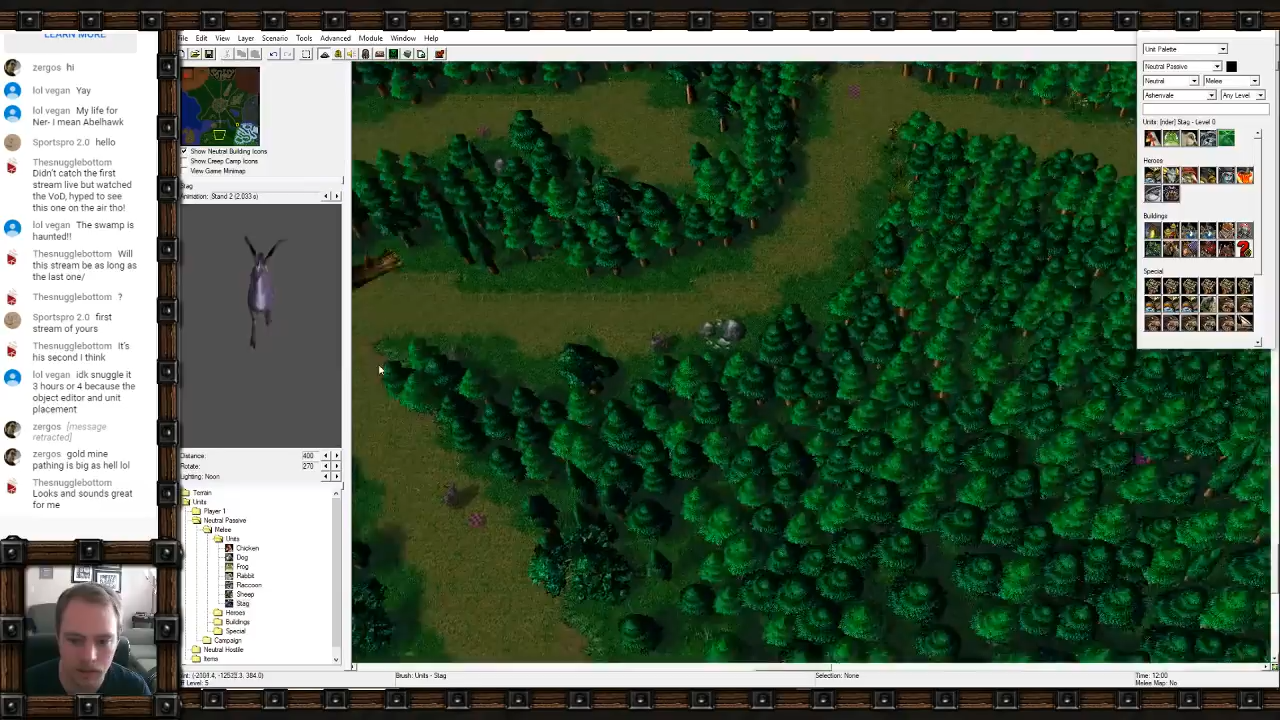 LEARN MORE
zergos hi
lol vegan Yay
lol vegan My life for
Ner- I mean Abelhawk
Sportspro 2.0 hello
Thesnugglebottom
Didn't catch the first
stream live but watched
the VoD, hyped to see
this one on the air tho!
lol vegan The swamp is
haunted!!
Thesnugglebottom Will
this stream be as long as
the last one/
Thesnugglebottom ?
Sportspro 2.0 first
stream of yours
Thesnugglebottom It's
his second I think
lol vegan idk snuggle it
3 hours or 4 because the
object editor and unit
placement
zergos [message
retracted]
zergos gold mine
pathing is big as hell lol
Thesnugglebottom
Looks and sounds great
for me
Edit View Layer Scenario Tools Advanced Module Window Help
Show Neutral Building Icons
Show Creep Camp Icons
View Game Minimap
Animation: Stand 2 (2.033 s)
Distance: 400
Rotate: 270
Lighting: Noon
Terrain
Units
Player 1
Neutral Passive
Melee
Units
Chicken
Dog
Frog
Rabbit
Raccoon
Sheep
Stag
Heroes
Buildings
Special
Campaign
Neutral Hostile
Items
Brush: Units - Stag
Selection: None
Time: 12:00
Melee Map: No
Unit Palette
Neutral Passive
Neutral Melee
Ashenvale Any Level
Units: [rider] Stag - Level 0
Heroes
Buildings
Special